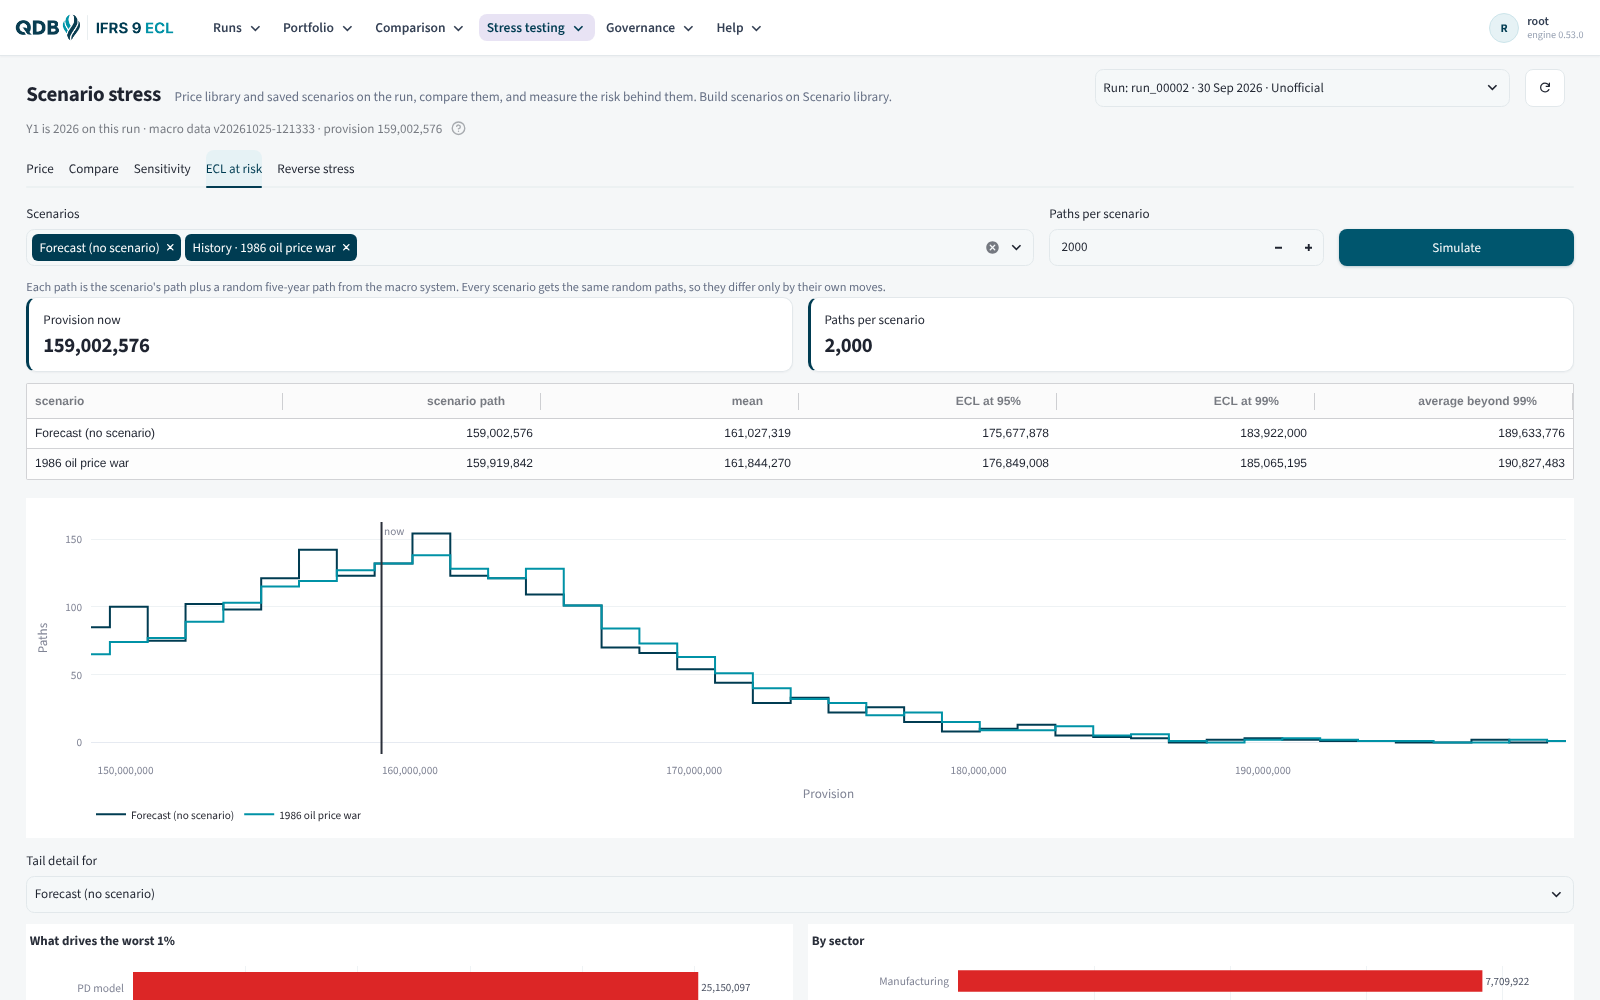 QDB IFRS 9 ECL Runs Portfolio Comparison Stress testing Governance Help R root
engine 0.53.0
Scenario stress Price library and saved scenarios on the run, compare them, and measure the risk behind them. Build scenarios on Scenario library. Run: run_00002 · 30 Sep 2026 · Unofficial
Y1 is 2026 on this run · macro data v20261025-121333 · provision 159,002,576 ?
Price Compare Sensitivity ECL at risk Reverse stress
Scenarios Paths per scenario
Forecast (no scenario) × History · 1986 oil price war × 2000 − + Simulate
Each path is the scenario's path plus a random five-year path from the macro system. Every scenario gets the same random paths, so they differ only by their own moves.
Provision now Paths per scenario
159,002,576 2,000
scenario scenario path mean ECL at 95% ECL at 99% average beyond 99%
Forecast (no scenario) 159,002,576 161,027,319 175,677,878 183,922,000 189,633,776
1986 oil price war 159,919,842 161,844,270 176,849,008 185,065,195 190,827,483
now
150
100
50
0
Paths
150,000,000 160,000,000 170,000,000 180,000,000 190,000,000
Provision
Forecast (no scenario) 1986 oil price war
Tail detail for
Forecast (no scenario)
What drives the worst 1% By sector
PD model 25,150,097 Manufacturing 7,709,922